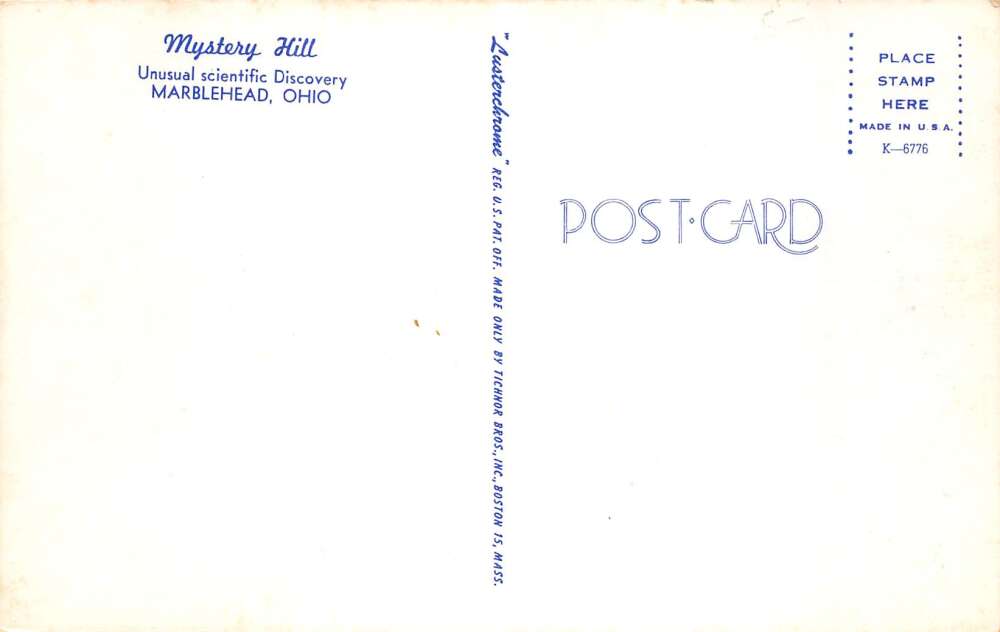 Mystery Hill
Unusual scientific Discovery
MARBLEHEAD, OHIO
"Lusterchrome" REG. U.S. PAT. OFF. MADE ONLY BY TICHNOR BROS., INC., BOSTON 15, MASS.
PLACE
STAMP
HERE
MADE IN U.S.A.
K—6776
POST·CARD